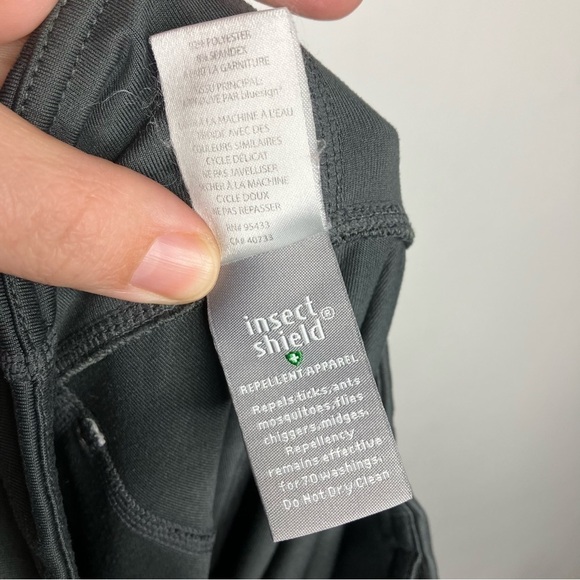 92% POLYESTER
8% SPANDEX
À PART LA GARNITURE
TISSU PRINCIPAL:
APPROUVÉ PAR bluesign®
À LA MACHINE À L'EAU
FROIDE AVEC DES
COULEURS SIMILAIRES
CYCLE DÉLICAT
NE PAS JAVELLISER
SÉCHER À LA MACHINE
CYCLE DOUX
NE PAS REPASSER
RN# 95433
CA# 40733
insect
shield®
REPELLENT APPAREL
Repels ticks, ants
mosquitoes, flies
chiggers, midges.
Repellency
remains effective
for 70 washings.
Do Not Dry Clean